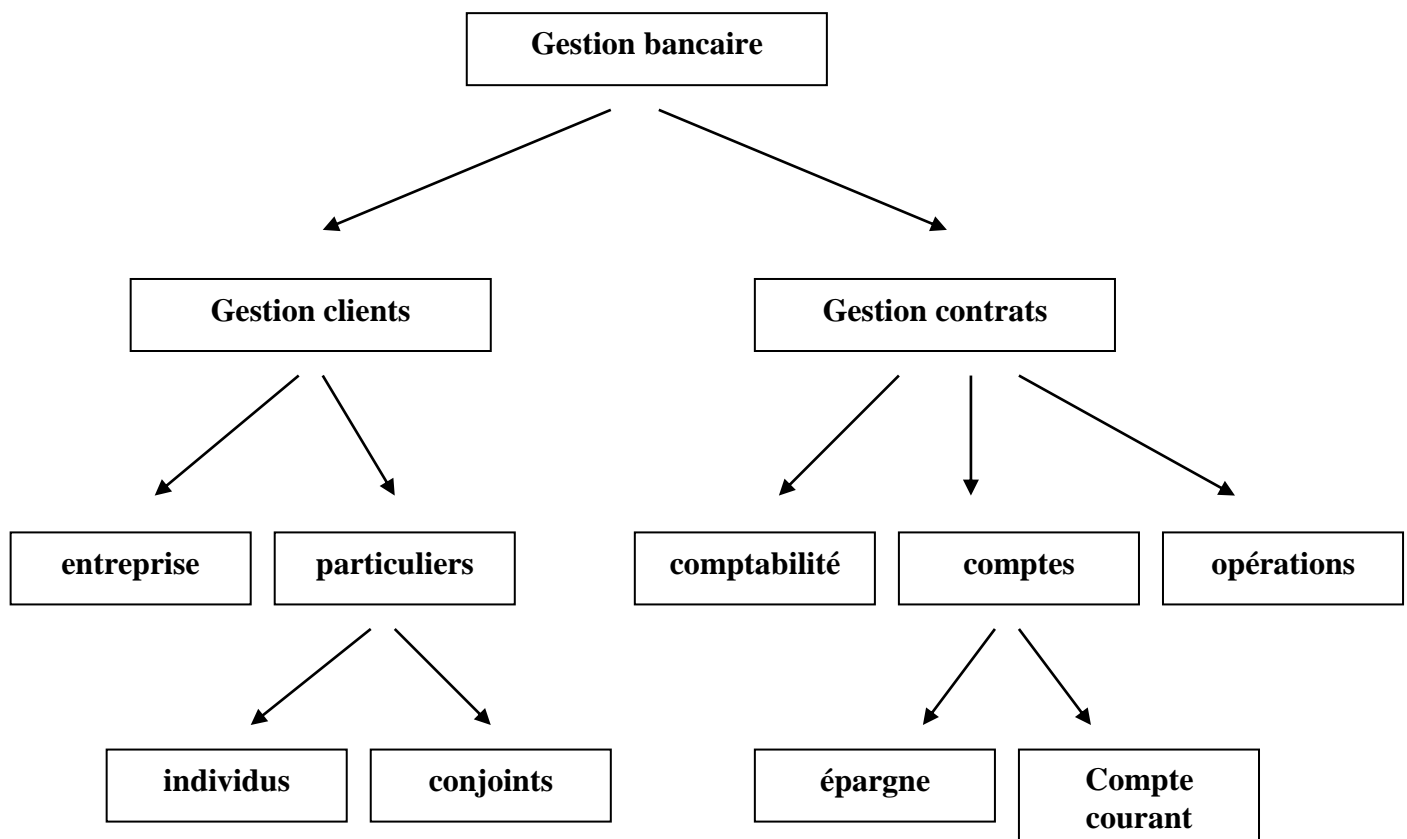 Gestion bancaire
Gestion clients
Gestion contrats
entreprise
particuliers
comptabilité
comptes
opérations
individus
conjoints
épargne
Compte
courant